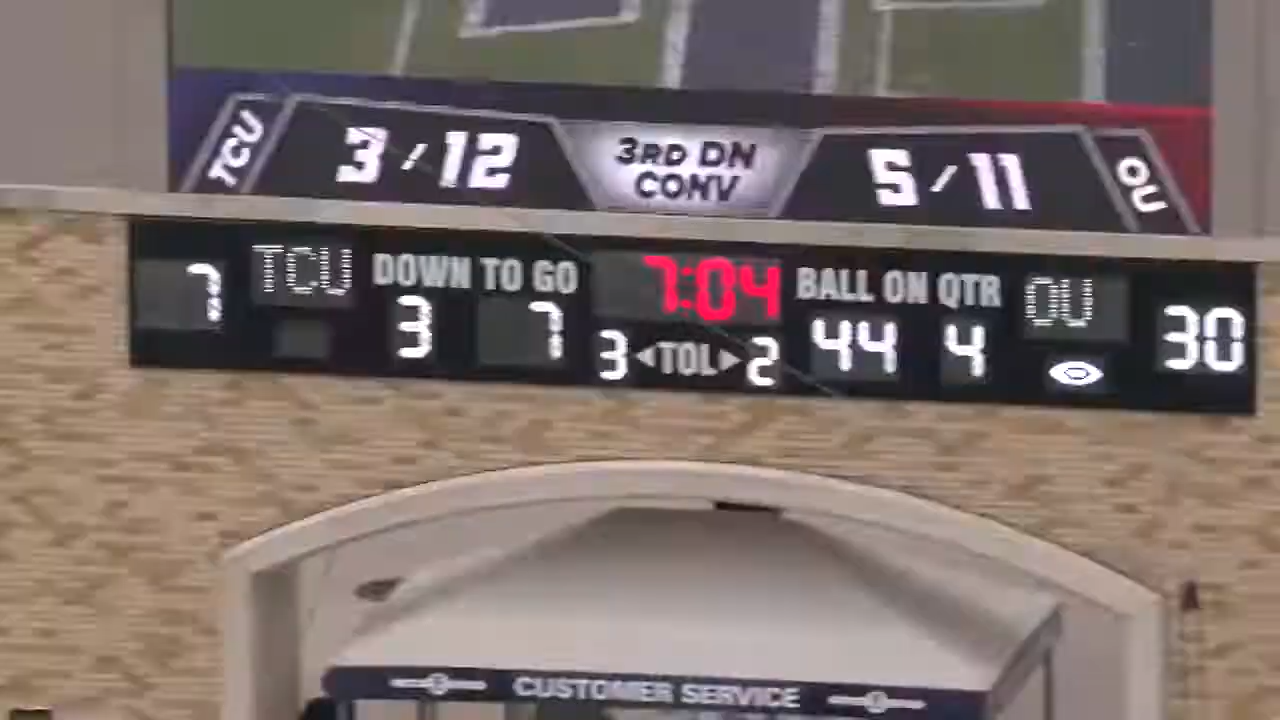 TCU 3 / 12 3RD DN CONV 5 / 11 OU
7 TCU DOWN TO GO 7:04 BALL ON QTR OU 30
3 7 3 ◄TOL► 2 44 4
CUSTOMER SERVICE